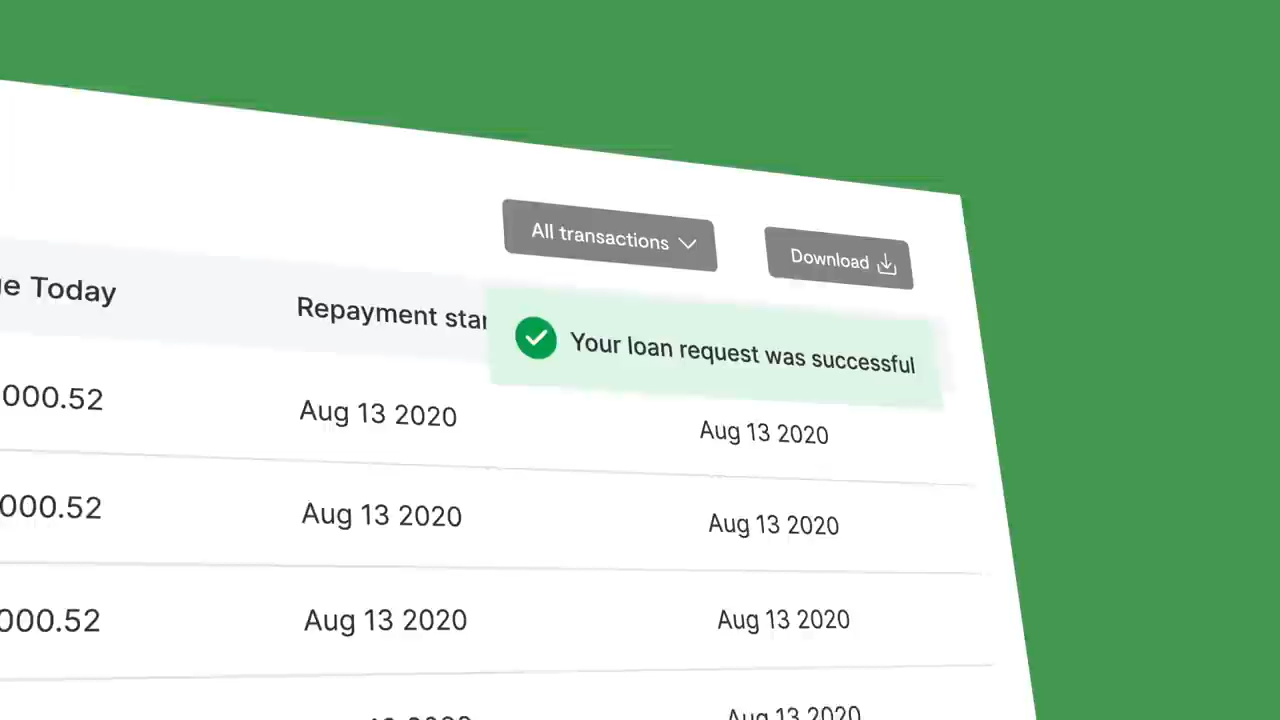 All transactions
Download
e Today
Repayment star
Your loan request was successful
000.52
Aug 13 2020
Aug 13 2020
000.52
Aug 13 2020
Aug 13 2020
000.52
Aug 13 2020
Aug 13 2020
Aug 13 2020